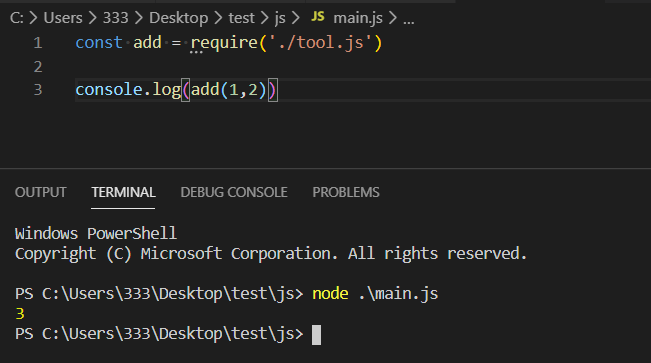 C: > Users > 333 > Desktop > test > js > JS main.js > ...
1 const add = require('./tool.js')
2
3 console.log(add(1,2))
OUTPUT TERMINAL DEBUG CONSOLE PROBLEMS
Windows PowerShell
Copyright (C) Microsoft Corporation. All rights reserved.
PS C:\Users\333\Desktop\test\js> node .\main.js
3
PS C:\Users\333\Desktop\test\js>